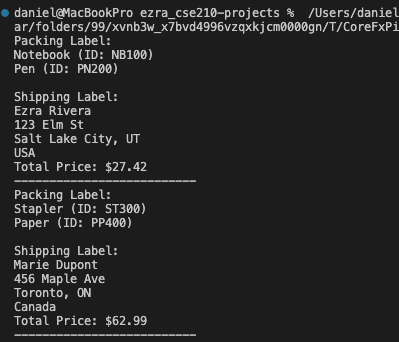 daniel@MacBookPro ezra_cse210-projects %  /Users/daniel
ar/folders/99/xvnb3w_x7bvd4996vzqxkjcm0000gn/T/CoreFxPi
Packing Label:
Notebook (ID: NB100)
Pen (ID: PN200)
Shipping Label:
Ezra Rivera
123 Elm St
Salt Lake City, UT
USA
Total Price: $27.42
---------------------------
Packing Label:
Stapler (ID: ST300)
Paper (ID: PP400)
Shipping Label:
Marie Dupont
456 Maple Ave
Toronto, ON
Canada
Total Price: $62.99
---------------------------